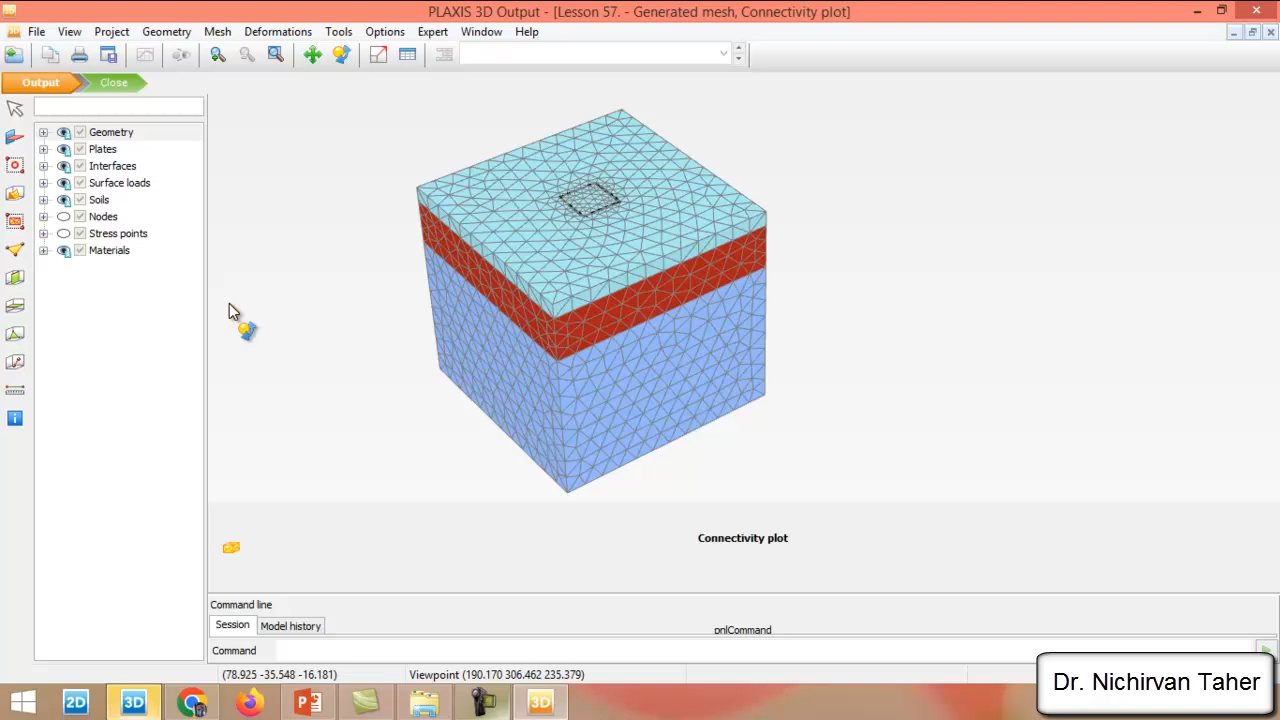 PLAXIS 3D Output - [Lesson 57. - Generated mesh, Connectivity plot]
File View Project Geometry Mesh Deformations Tools Options Expert Window Help
Output Close
Geometry
Plates
Interfaces
Surface loads
Soils
Nodes
Stress points
Materials
Connectivity plot
Command line
Session Model history
pnlCommand
Command
(78.925 -35.548 -16.181) Viewpoint (190.170 306.462 235.379)
Dr. Nichirvan Taher
2D 3D P 3D